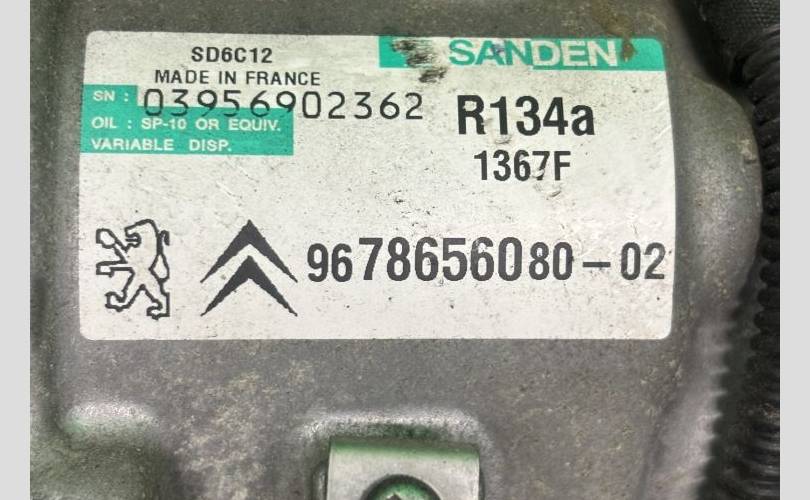 SD6C12
SANDEN
MADE IN FRANCE
SN : 03956902362
R134a
OIL : SP-10 OR EQUIV.
VARIABLE DISP.
1367F
9678656080-02